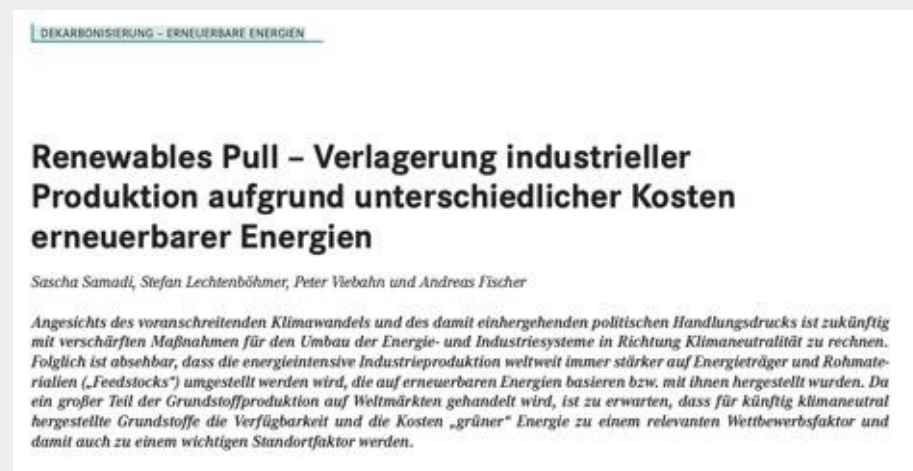 DEKARBONISIERUNG – ERNEUERBARE ENERGIEN
Renewables Pull – Verlagerung industrieller
Produktion aufgrund unterschiedlicher Kosten
erneuerbarer Energien
Sascha Samadi, Stefan Lechtenböhmer, Peter Viebahn und Andreas Fischer
Angesichts des voranschreitenden Klimawandels und des damit einhergehenden politischen Handlungsdrucks ist zukünftig
mit verschärften Maßnahmen für den Umbau der Energie- und Industriesysteme in Richtung Klimaneutralität zu rechnen.
Folglich ist absehbar, dass die energieintensive Industrieproduktion weltweit immer stärker auf Energieträger und Rohmate-
rialien („Feedstocks“) umgestellt werden wird, die auf erneuerbaren Energien basieren bzw. mit ihnen hergestellt wurden. Da
ein großer Teil der Grundstoffproduktion auf Weltmärkten gehandelt wird, ist zu erwarten, dass für künftig klimaneutral
hergestellte Grundstoffe die Verfügbarkeit und die Kosten „grüner“ Energie zu einem relevanten Wettbewerbsfaktor und
damit auch zu einem wichtigen Standortfaktor werden.